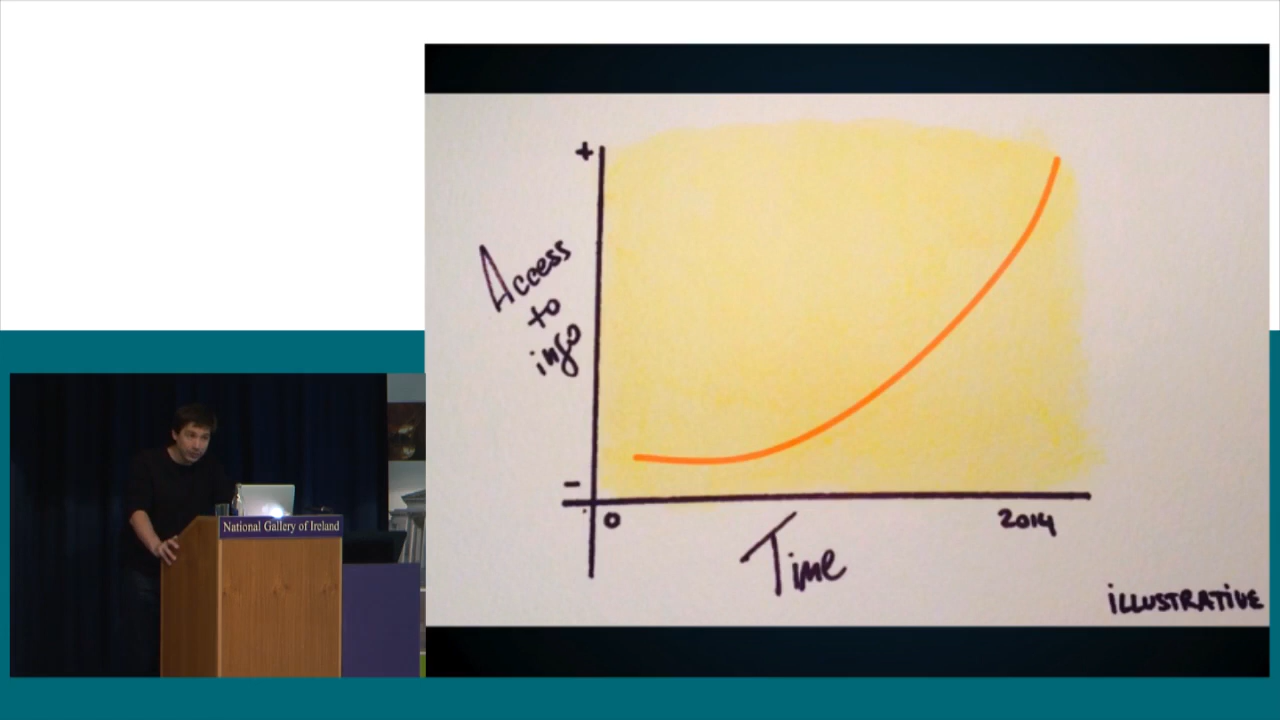 +
Access
to
info
-
0
2014
Time
iLLUSTRATiVE
National Gallery of Ireland